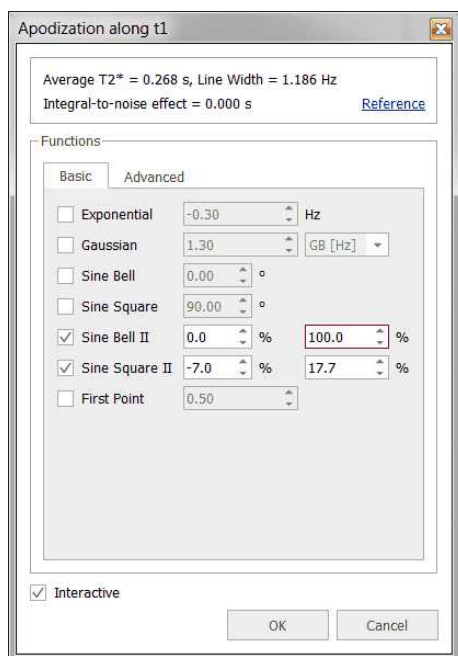 Apodization along t1
Average T2* = 0.268 s, Line Width = 1.186 Hz
Integral-to-noise effect = 0.000 s Reference
Functions
Basic Advanced
Exponential -0.30 Hz
Gaussian 1.30 GB [Hz]
Sine Bell 0.00 °
Sine Square 90.00 °
Sine Bell II 0.0 % 100.0 %
Sine Square II -7.0 % 17.7 %
First Point 0.50
Interactive
OK Cancel